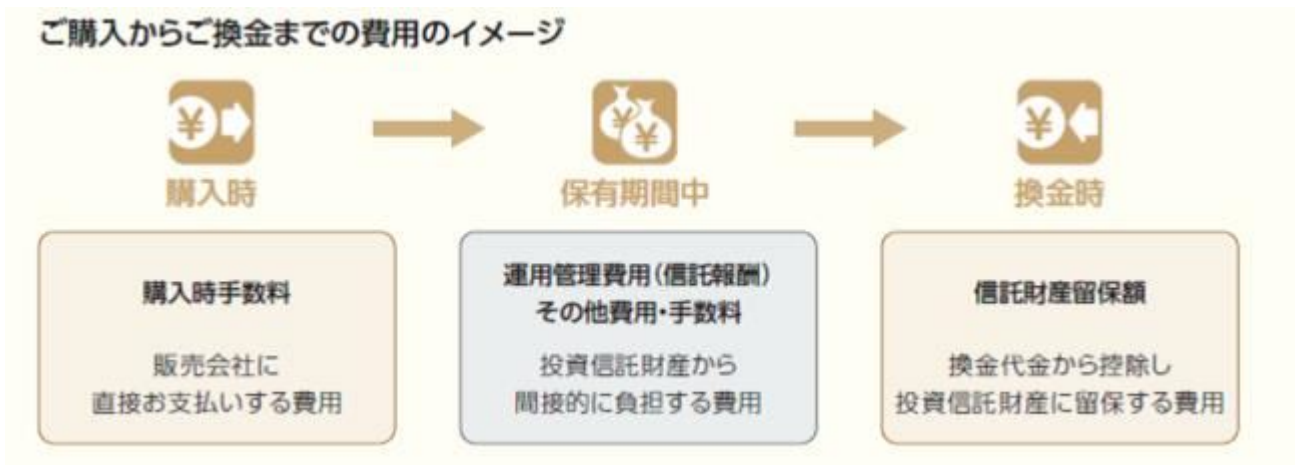 ご購入からご換金までの費用のイメージ
¥
¥¥
¥
購入時
保有期間中
換金時
購入時手数料
販売会社に
直接お支払いする費用
運用管理費用(信託報酬)
その他費用・手数料
投資信託財産から
間接的に負担する費用
信託財産留保額
換金代金から控除し
投資信託財産に留保する費用